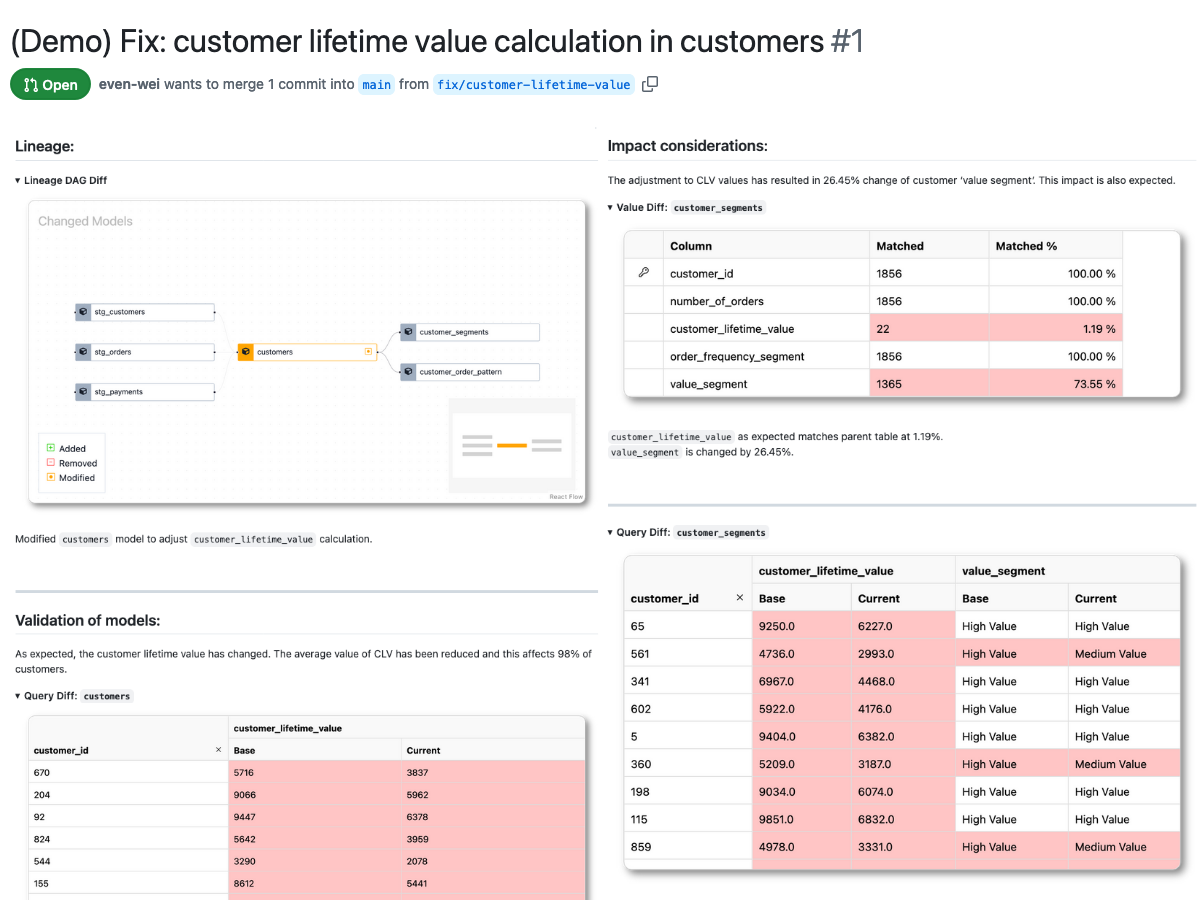 (Demo) Fix: customer lifetime value calculation in customers #1
Open even-wei wants to merge 1 commit into main from fix/customer-lifetime-value
Lineage:
Lineage DAG Diff
Changed Models
stg_customers
stg_orders
stg_payments
customers
customer_segments
customer_order_pattern
Added
Removed
Modified
React Flow
Modified customers model to adjust customer_lifetime_value calculation.
Validation of models:
As expected, the customer lifetime value has changed. The average value of CLV has been reduced and this affects 98% of
customers.
Query Diff: customers
customer_lifetime_value
customer_id × Base Current
670 5716 3837
204 9066 5962
92 9447 6378
824 5642 3959
544 3290 2078
155 8612 5441
Impact considerations:
The adjustment to CLV values has resulted in 26.45% change of customer ‘value segment’. This impact is also expected.
Value Diff: customer_segments
Column Matched Matched %
customer_id 1856 100.00 %
number_of_orders 1856 100.00 %
customer_lifetime_value 22 1.19 %
order_frequency_segment 1856 100.00 %
value_segment 1365 73.55 %
customer_lifetime_value as expected matches parent table at 1.19%.
value_segment is changed by 26.45%.
Query Diff: customer_segments
customer_lifetime_value value_segment
customer_id × Base Current Base Current
65 9250.0 6227.0 High Value High Value
561 4736.0 2993.0 High Value Medium Value
341 6967.0 4468.0 High Value High Value
602 5922.0 4176.0 High Value High Value
5 9404.0 6382.0 High Value High Value
360 5209.0 3187.0 High Value Medium Value
198 9034.0 6074.0 High Value High Value
115 9851.0 6832.0 High Value High Value
859 4978.0 3331.0 High Value Medium Value